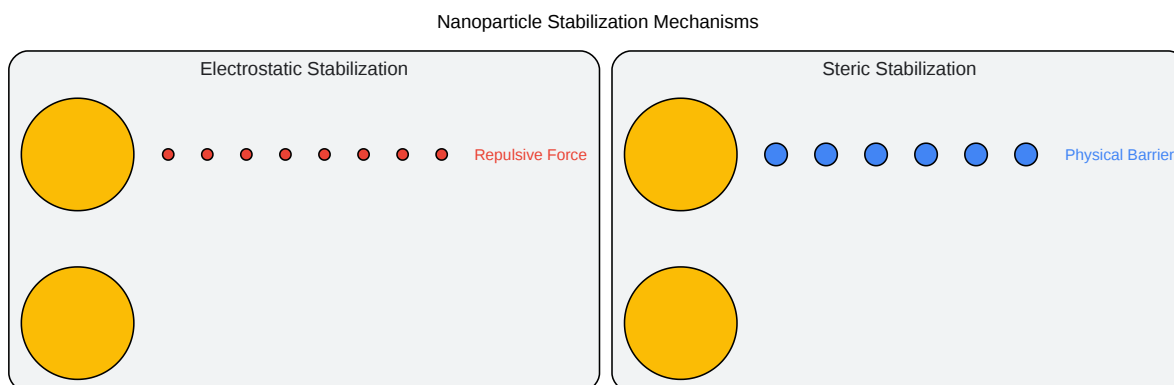 Nanoparticle Stabilization Mechanisms
Electrostatic Stabilization
Repulsive Force
Steric Stabilization
Physical Barrier